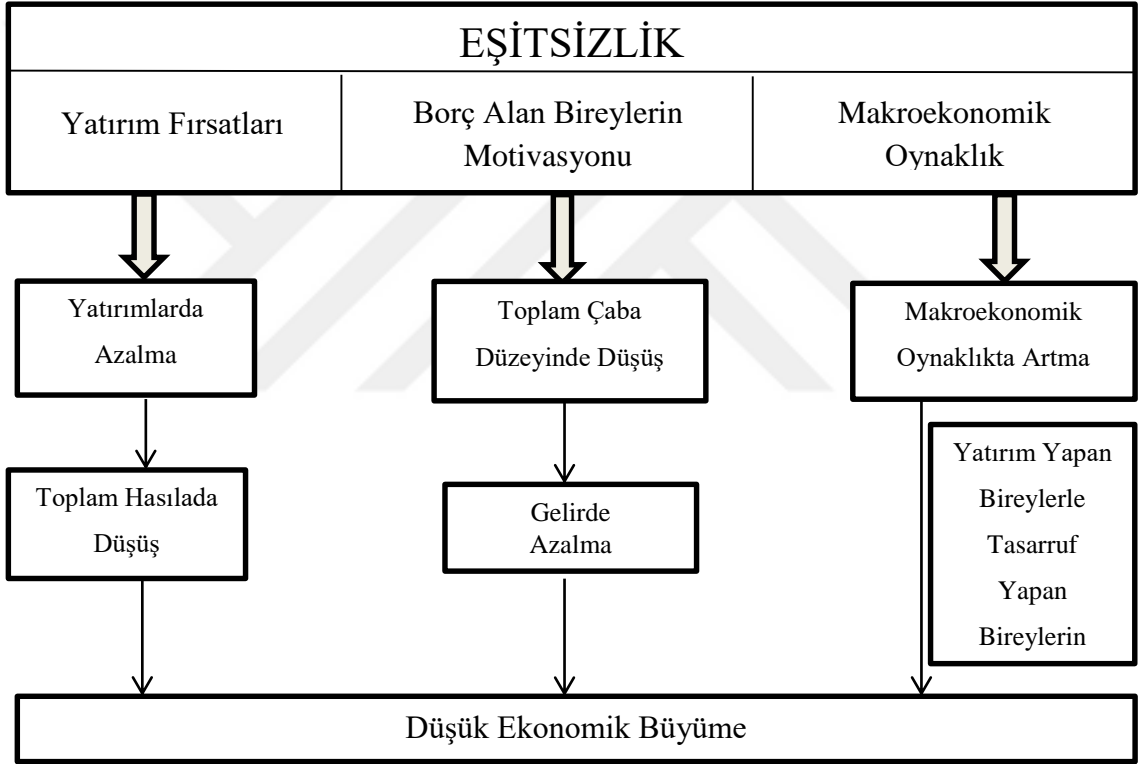 EŞİTSİZLİK
Yatırım Fırsatları
Borç Alan Bireylerin
Motivasyonu
Makroekonomik
Oynaklık
Yatırımlarda
Azalma
Toplam Çaba
Düzeyinde Düşüş
Makroekonomik
Oynaklıkta Artma
Toplam Hasılada
Düşüş
Gelirde
Azalma
Yatırım Yapan
Bireylerle
Tasarruf
Yapan
Bireylerin
Düşük Ekonomik Büyüme